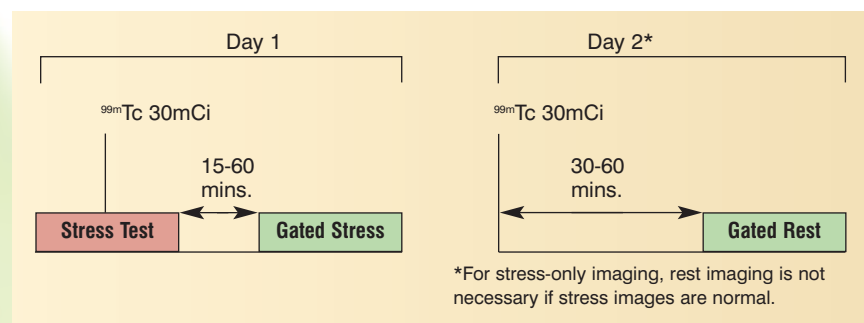 Day 1
Day 2*
⁹⁹ᵐTc 30mCi
⁹⁹ᵐTc 30mCi
15-60
mins.
30-60
mins.
Stress Test
Gated Stress
Gated Rest
*For stress-only imaging, rest imaging is not
necessary if stress images are normal.